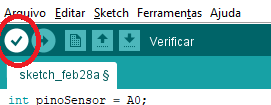 Arquivo Editar Sketch Ferramentas Ajuda
Verificar
sketch_feb28a §
int pinoSensor = A0;